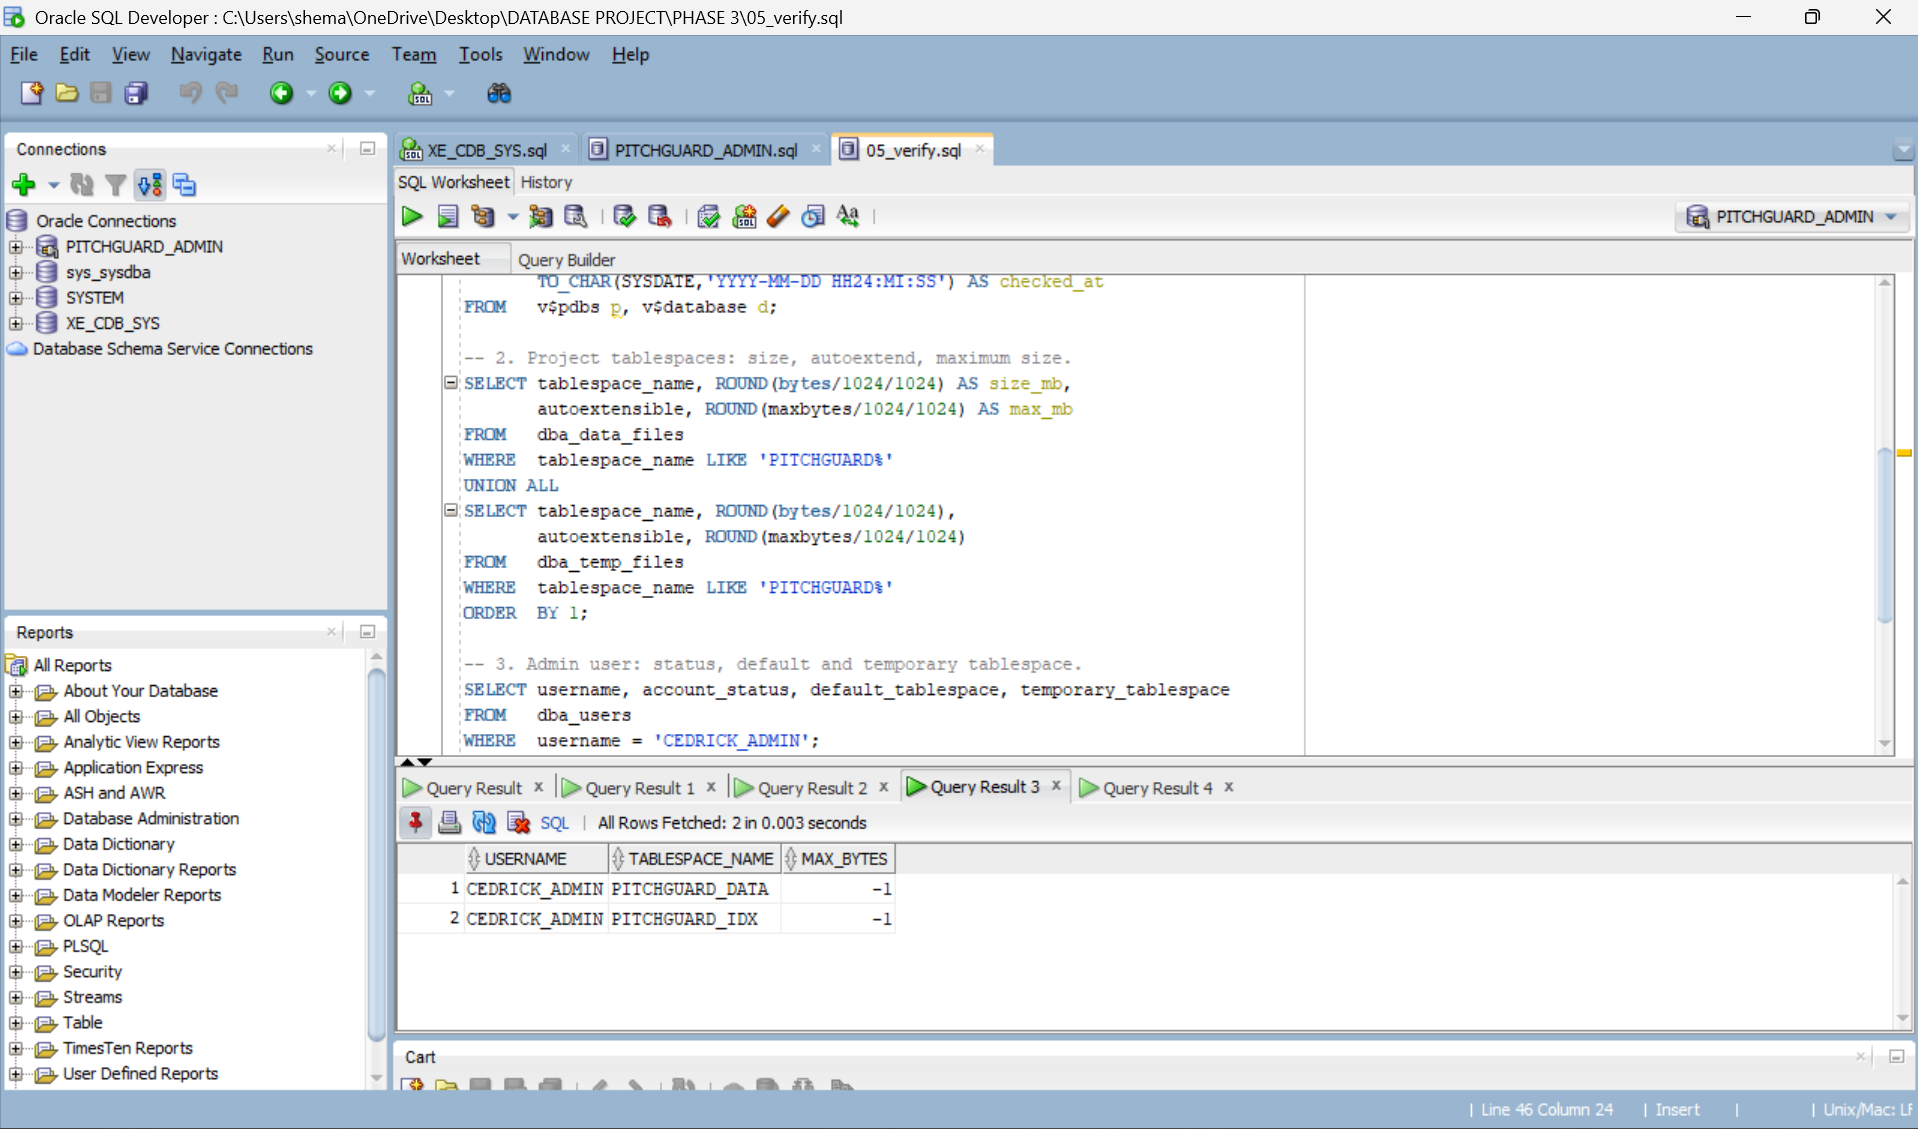 Oracle SQL Developer : C:\Users\shema\OneDrive\Desktop\DATABASE PROJECT\PHASE 3\05_verify.sql
File Edit View Navigate Run Source Team Tools Window Help
Connections
Oracle Connections
PITCHGUARD_ADMIN
sys_sysdba
SYSTEM
XE_CDB_SYS
Database Schema Service Connections
Reports
All Reports
About Your Database
All Objects
Analytic View Reports
Application Express
ASH and AWR
Database Administration
Data Dictionary
Data Dictionary Reports
Data Modeler Reports
OLAP Reports
PLSQL
Security
Streams
Table
TimesTen Reports
User Defined Reports
XE_CDB_SYS.sql PITCHGUARD_ADMIN.sql 05_verify.sql
SQL Worksheet History
PITCHGUARD_ADMIN
Worksheet Query Builder
TO_CHAR(SYSDATE,'YYYY-MM-DD HH24:MI:SS') AS checked_at
FROM v$pdbs p, v$database d;
-- 2. Project tablespaces: size, autoextend, maximum size.
SELECT tablespace_name, ROUND(bytes/1024/1024) AS size_mb,
autoextensible, ROUND(maxbytes/1024/1024) AS max_mb
FROM dba_data_files
WHERE tablespace_name LIKE 'PITCHGUARD%'
UNION ALL
SELECT tablespace_name, ROUND(bytes/1024/1024),
autoextensible, ROUND(maxbytes/1024/1024)
FROM dba_temp_files
WHERE tablespace_name LIKE 'PITCHGUARD%'
ORDER BY 1;
-- 3. Admin user: status, default and temporary tablespace.
SELECT username, account_status, default_tablespace, temporary_tablespace
FROM dba_users
WHERE username = 'CEDRICK_ADMIN';
Query Result Query Result 1 Query Result 2 Query Result 3 Query Result 4
SQL | All Rows Fetched: 2 in 0.003 seconds
USERNAME TABLESPACE_NAME MAX_BYTES
1 CEDRICK_ADMIN PITCHGUARD_DATA -1
2 CEDRICK_ADMIN PITCHGUARD_IDX -1
Cart
| Line 46 Column 24 | Insert | | Unix/Mac: LF